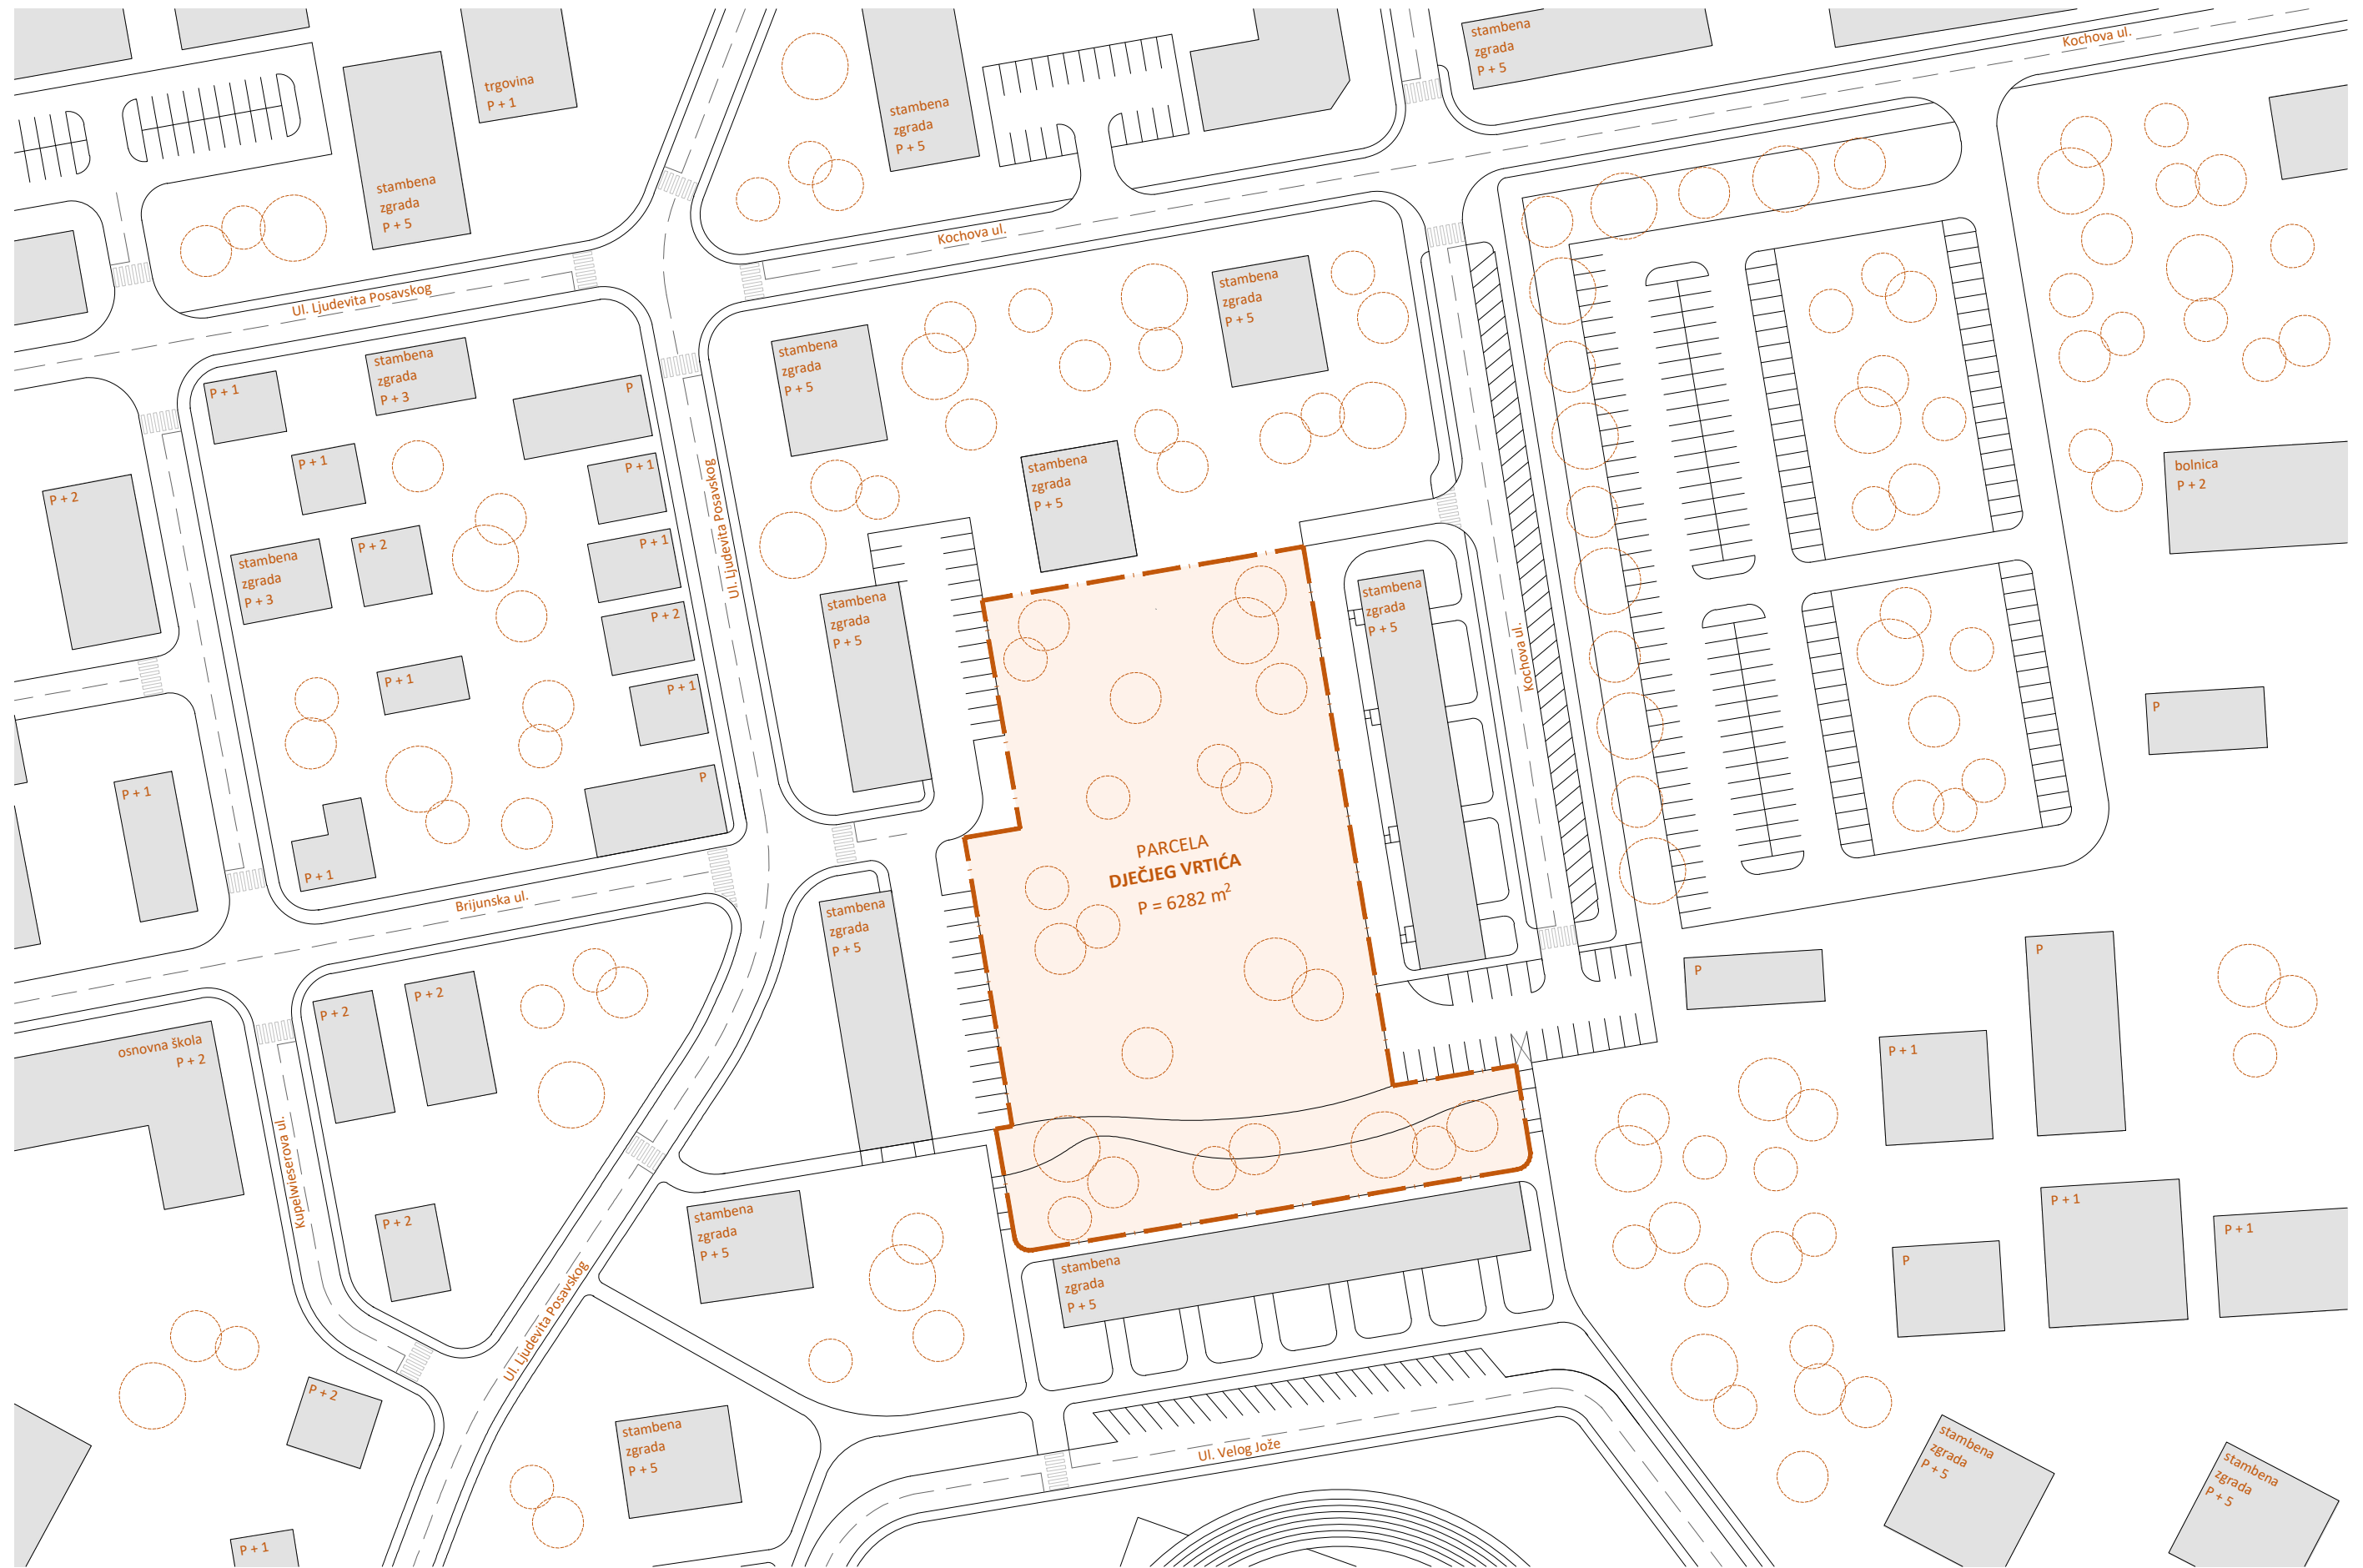 stambena
zgrada
P + 5
Kochova ul.
trgovina
P + 1
stambena
zgrada
P + 5
stambena
zgrada
P + 5
Kochova ul.
Ul. Ljudevita Posavskog
stambena
zgrada
P + 5
stambena
zgrada
P + 5
P + 1
stambena
zgrada
P + 3
P
P + 1
P + 1
stambena
zgrada
P + 5
bolnica
P + 2
P + 2
Ul. Ljudevita Posavskog
stambena
zgrada
P + 3
P + 2
P + 1
P + 2
P + 1
P + 1
stambena
zgrada
P + 5
stambena
zgrada
P + 5
Kochova ul.
P
P + 1
P
P + 1
PARCELA
DJEČJEG VRTIĆA
P = 6282 m²
Brijunska ul.
stambena
zgrada
P + 5
P
P
P + 2
P + 2
osnovna škola
P + 2
P + 1
Kupelwieserova ul.
P + 2
stambena
zgrada
P + 5
P + 1
P + 1
P
stambena
zgrada
P + 5
Ul. Ljudevita Posavskog
P + 2
stambena
zgrada
P + 5
Ul. Velog Jože
stambena
zgrada
P + 5
stambena
zgrada
P + 5
P + 1